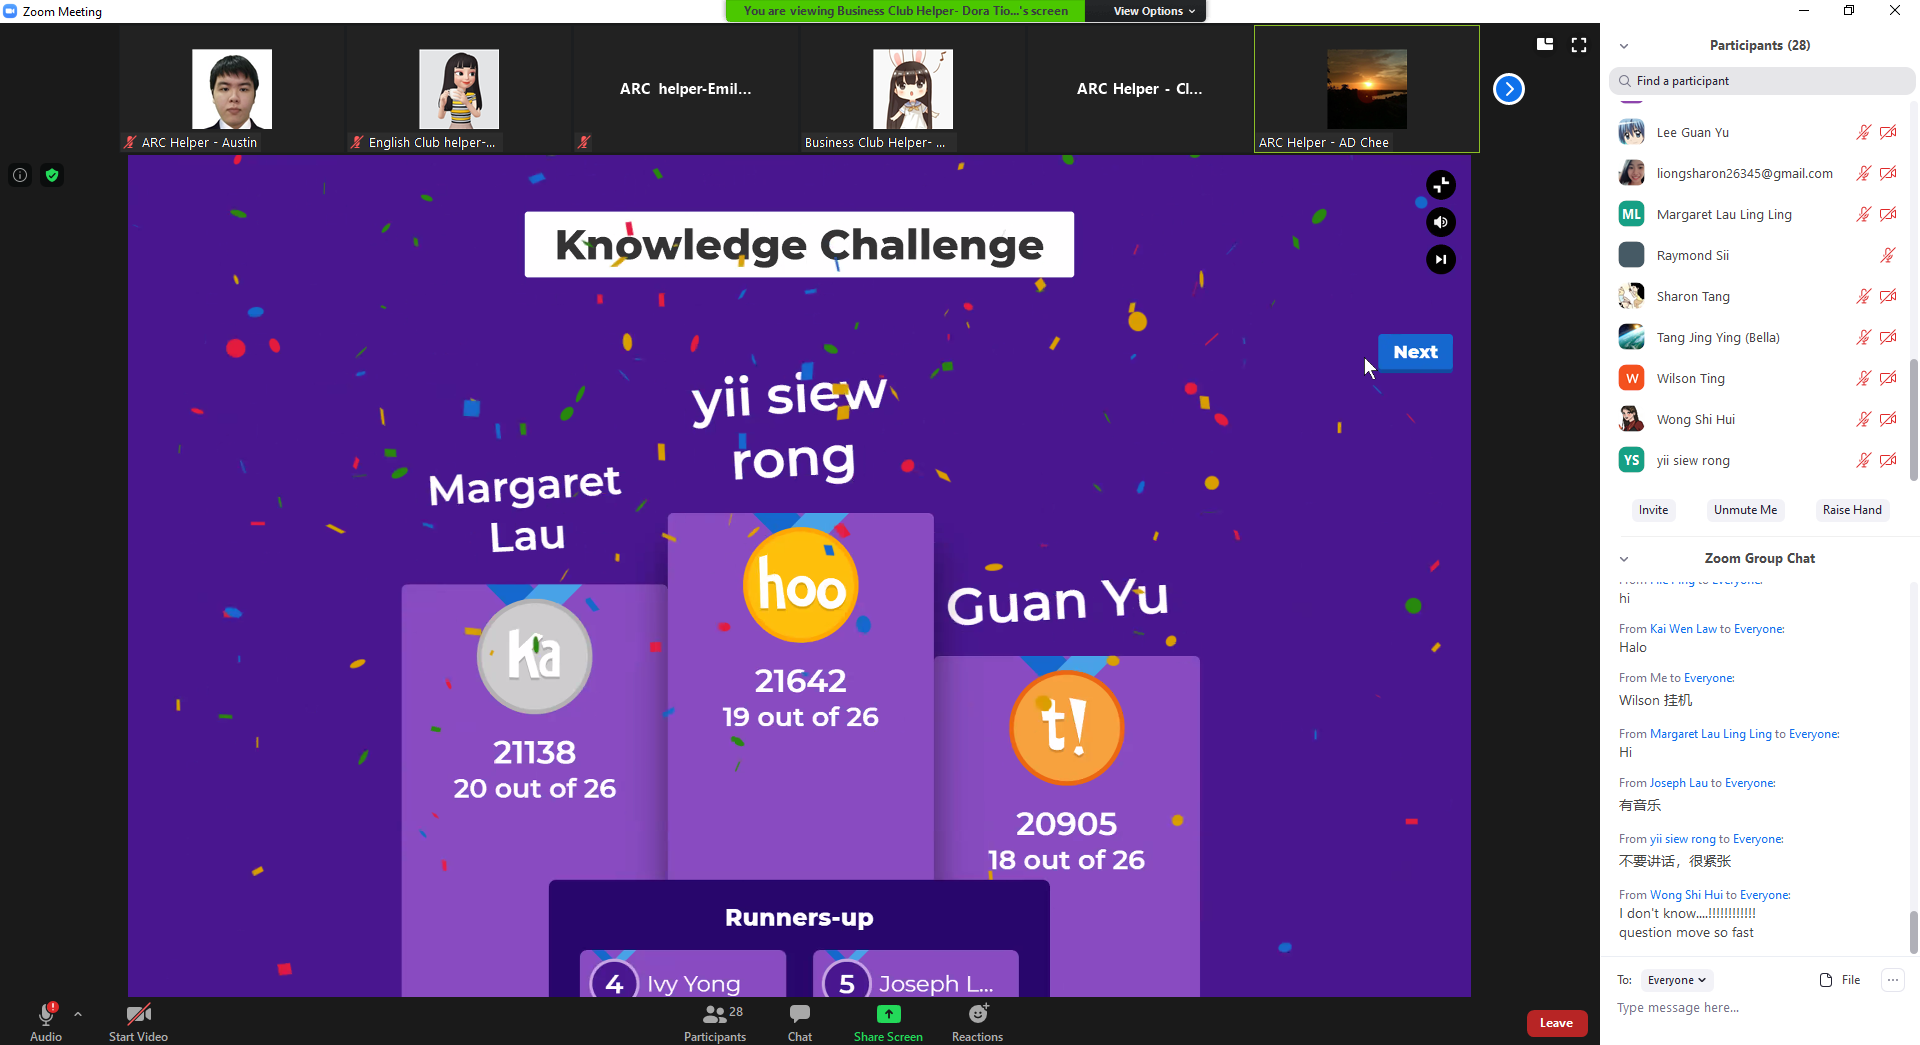 Zoom Meeting
You are viewing Business Club Helper- Dora Tio...'s screen
View Options
ARC helper-Emil...
ARC Helper - Cl...
ARC Helper - Austin
English Club helper-...
Business Club Helper- ...
ARC Helper - AD Chee
Knowledge Challenge
Next
yii siew
rong
Margaret
Lau
Guan Yu
hoo
ka
t!
21642
19 out of 26
21138
20 out of 26
20905
18 out of 26
Runners-up
4 Ivy Yong
5 Joseph L...
Audio
Start Video
28
Participants
Chat
Share Screen
Reactions
Leave
Participants (28)
Find a participant
Lee Guan Yu
liongsharon26345@gmail.com
ML Margaret Lau Ling Ling
Raymond Sii
Sharon Tang
Tang Jing Ying (Bella)
W Wilson Ting
Wong Shi Hui
YS yii siew rong
Invite
Unmute Me
Raise Hand
Zoom Group Chat
hi
From Kai Wen Law to Everyone:
Halo
From Me to Everyone:
Wilson 挂机
From Margaret Lau Ling Ling to Everyone:
Hi
From Joseph Lau to Everyone:
有音乐
From yii siew rong to Everyone:
不要讲话，很紧张
From Wong Shi Hui to Everyone:
I don't know....!!!!!!!!!!!!
question move so fast
To: Everyone
File
Type message here...